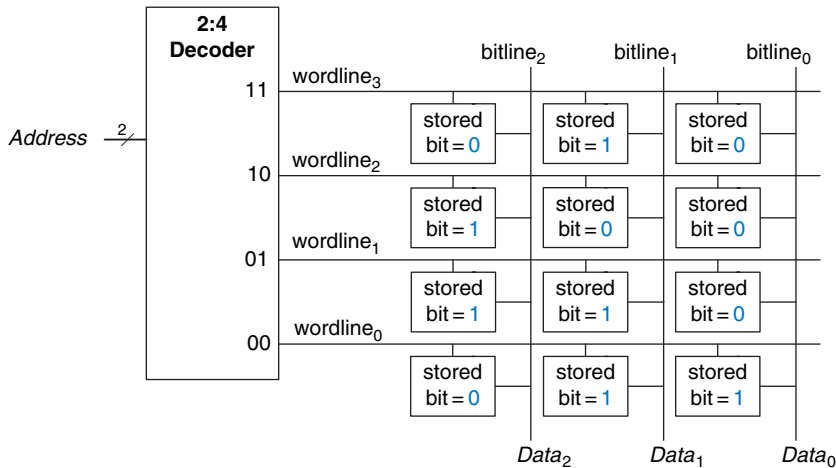 2:4
Decoder
bitline₂ bitline₁ bitline₀
wordline₃
11
stored stored stored
bit = 0 bit = 1 bit = 0
Address 2
wordline₂
10
stored stored stored
bit = 1 bit = 0 bit = 0
wordline₁
01
stored stored stored
bit = 1 bit = 1 bit = 0
wordline₀
00
stored stored stored
bit = 0 bit = 1 bit = 1
Data₂ Data₁ Data₀